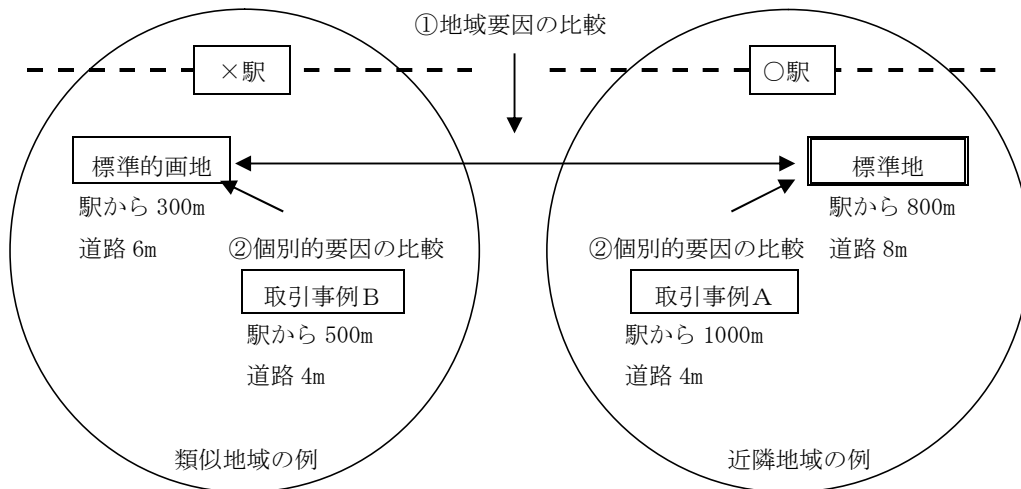 ①地域要因の比較
×駅
○駅
標準的画地
駅から 300m
道路 6m
標準地
駅から 800m
道路 8m
②個別的要因の比較
取引事例B
駅から 500m
道路 4m
②個別的要因の比較
取引事例A
駅から 1000m
道路 4m
類似地域の例
近隣地域の例